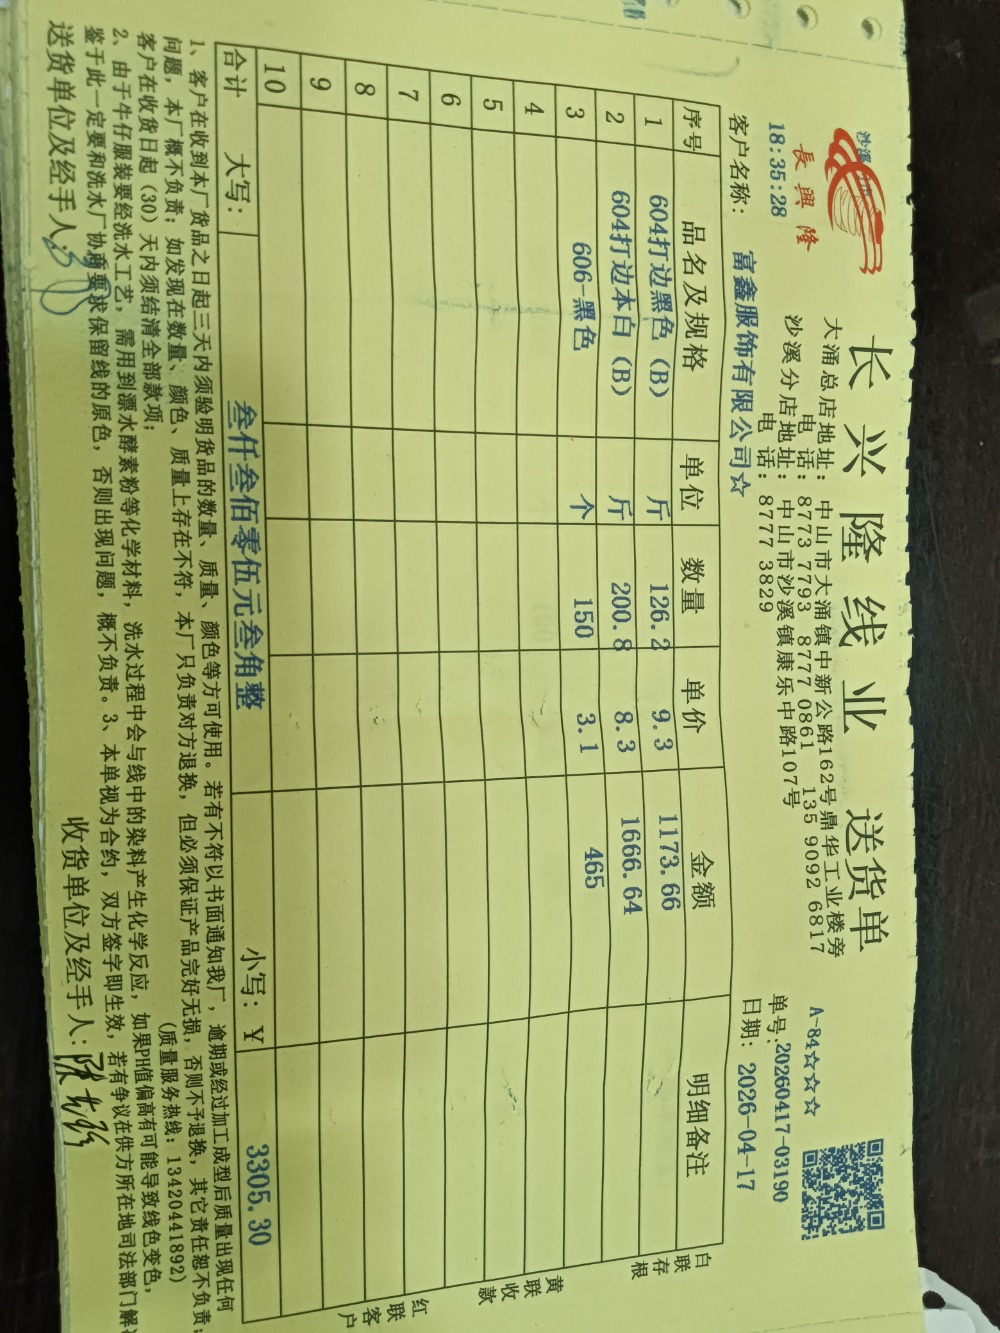 长兴隆线业 送货单
沙溪
長興隆
18:35:28
大涌总店地址：中山市大涌镇中新公路162号鼎华工业楼旁
电 话：8773 7793 8777 0861 135 9092 6817
沙溪分店地址：中山市沙溪镇康乐中路107号
电 话：8777 3829
A-84☆☆☆
单号:20260417-03190
日期：2026-04-17
客户名称：富鑫服饰有限公司☆
序号 品名及规格 单位 数量 单价 金额 明细备注
1 604打边黑色（B） 斤 126.2 9.3 1173.66
2 604打边本白（B） 斤 200.8 8.3 1666.64
3 606-黑色 个 150 3.1 465
4
5
6
7
8
9
10
合计 大写：叁仟叁佰零伍元叁角整 小写：￥ 3305.30
白联存根
黄联收款
红联客户
1、客户在收到本厂货品之日起三天内须验明货品的数量、质量、颜色等方可使用。若有不符以书面通知我厂，逾期或经过加工成型后质量出现任何
问题，本厂概不负责；如发现在数量、颜色、质量上存在不符，本厂只负责对方退换，但必须保证产品完好无损，否则不予退换，其它责任恕不负责；
客户在收货日起（30）天内须结清全部款项； （质量服务热线：13420441892）
2、由于牛仔服装要经洗水工艺，需用到漂水酵素粉等化学材料，洗水过程中会与线中的染料产生化学反应，如果PH值偏高有可能导致线色变色，
鉴于此一定要和洗水厂协商要求保留线的原色，否则出现问题，概不负责。3、本单视为合约，双方签字即生效，若有争议在供方所在地司法部门解
送货单位及经手人： 收货单位及经手人：陈